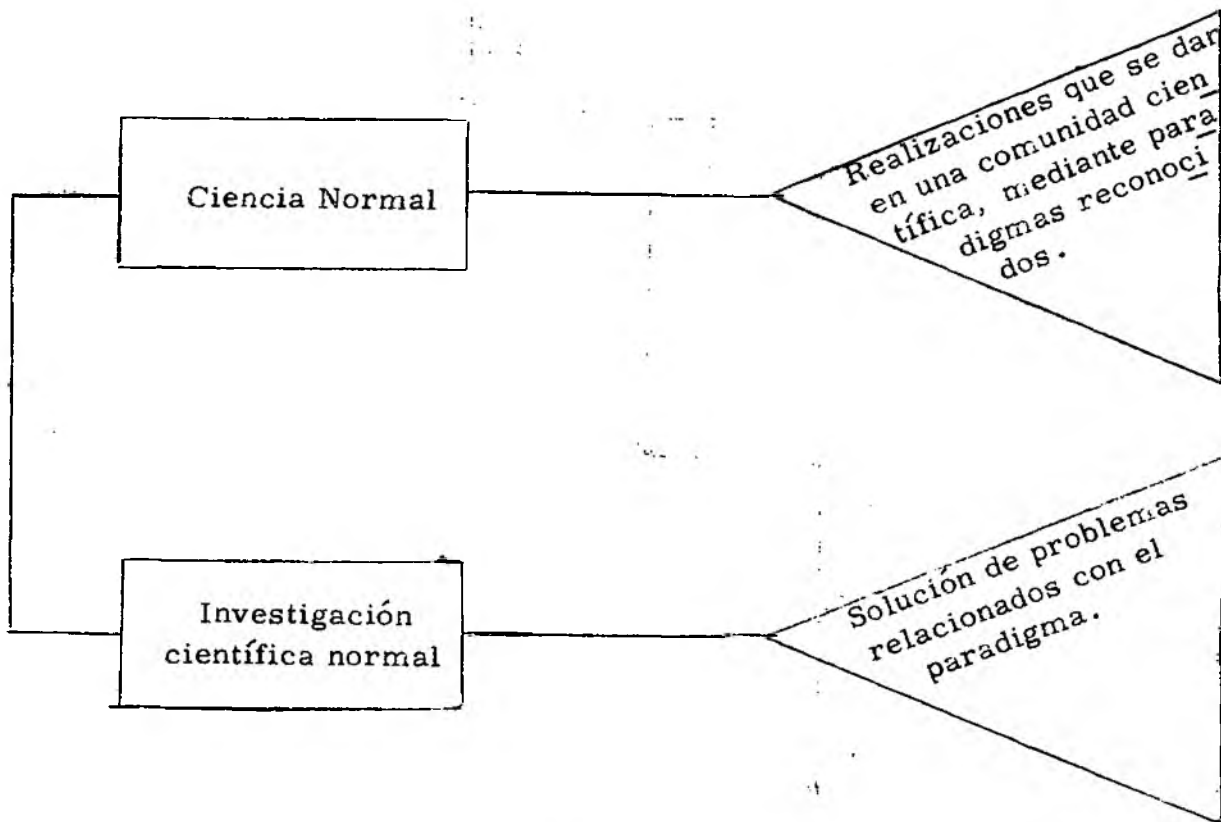 Ciencia Normal
Realizaciones que se dan
en una comunidad cien
tífica, mediante para
digmas reconoci
dos.
Investigación
científica normal
Solución de problemas
relacionados con el
paradigma.